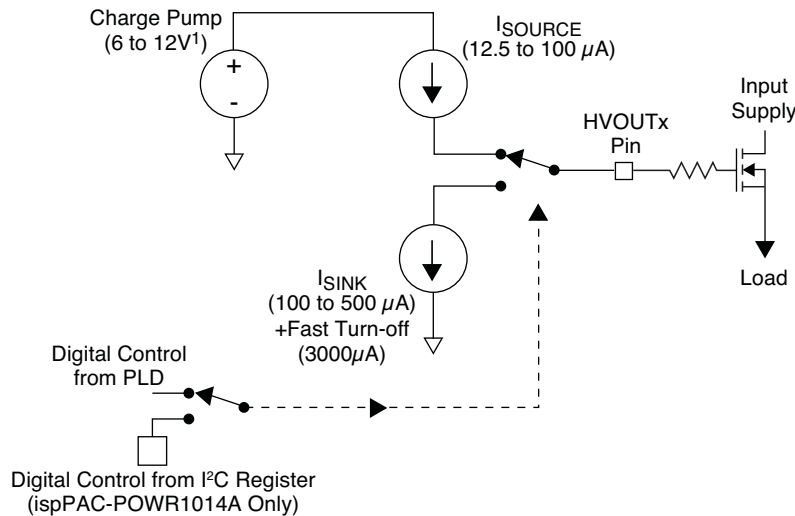 Charge Pump
(6 to 12V¹)
+
-
ISOURCE
(12.5 to 100 µA)
Input
Supply
HVOUTx
Pin
Load
ISINK
(100 to 500 µA)
+Fast Turn-off
(3000µA)
Digital Control
from PLD
Digital Control from I²C Register
(ispPAC-POWR1014A Only)